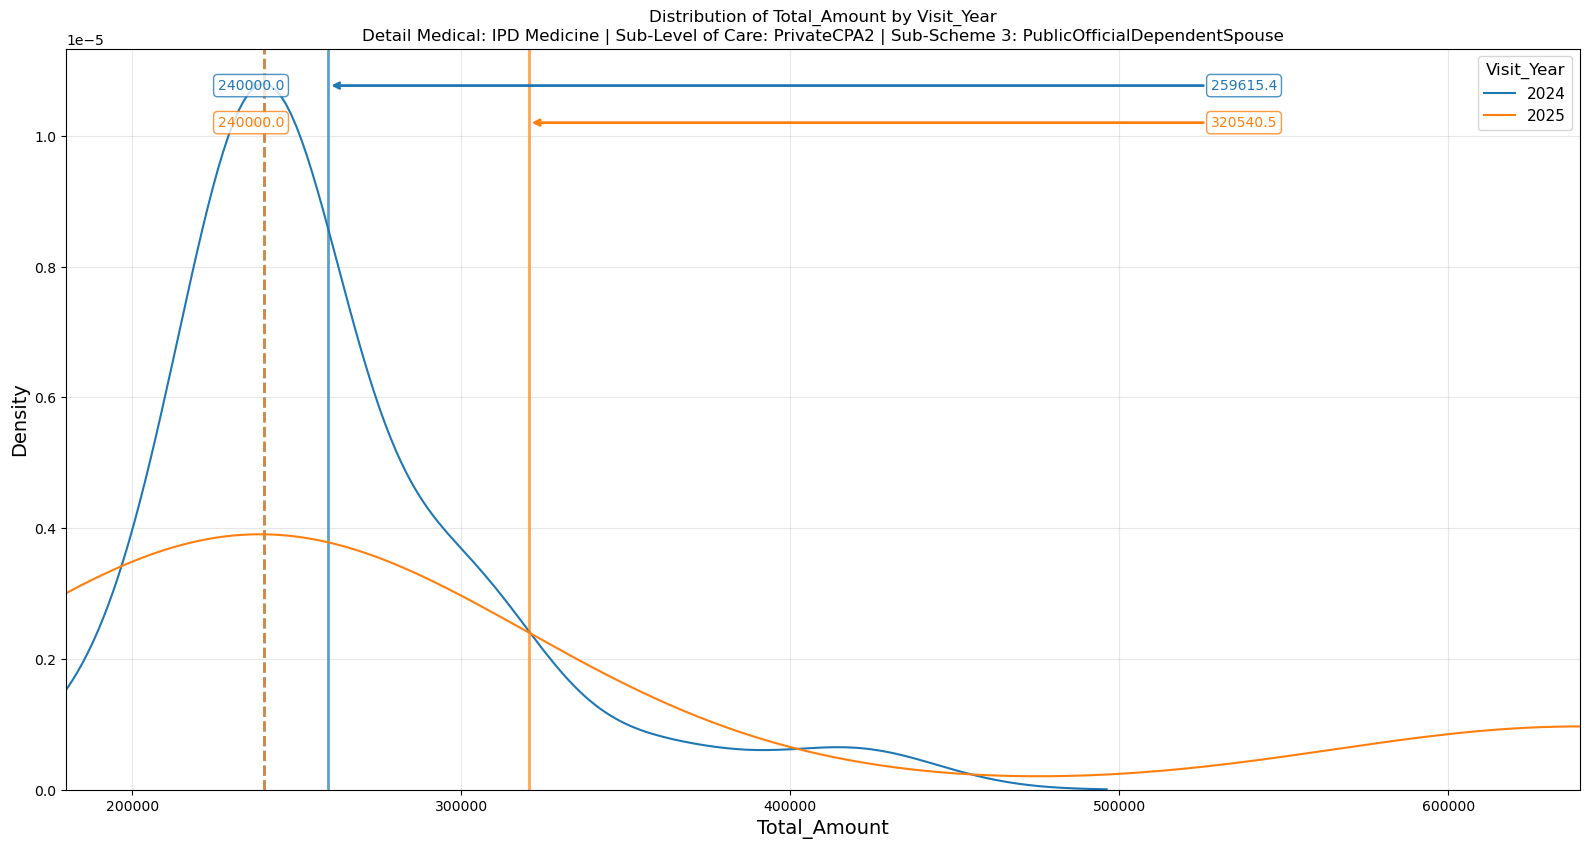 Distribution of Total_Amount by Visit_Year
Detail Medical: IPD Medicine | Sub-Level of Care: PrivateCPA2 | Sub-Scheme 3: PublicOfficialDependentSpouse
1e−5
240000.0
259615.4
240000.0
320540.5
Visit_Year
2024
2025
1.0
0.8
0.6
0.4
0.2
0.0
Density
200000
300000
400000
500000
600000
Total_Amount